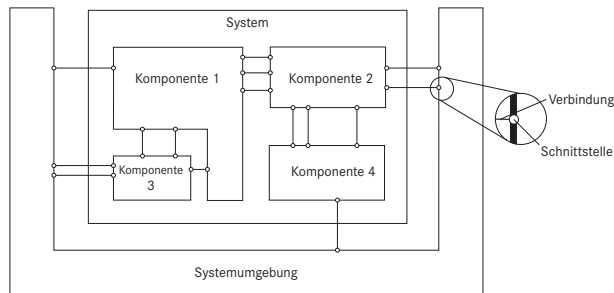 System
Komponente 1
Komponente 2
Verbindung
Schnittstelle
Komponente
3
Komponente 4
Systemumgebung